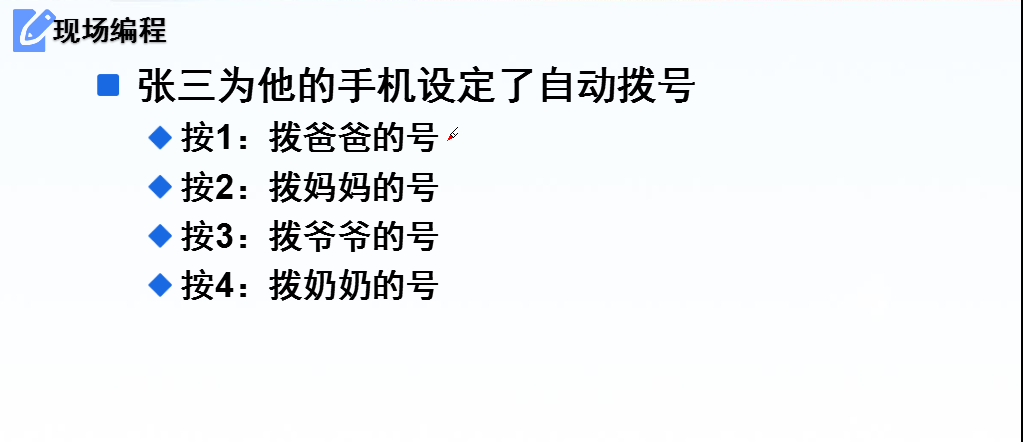 现场编程
张三为他的手机设定了自动拨号
按1：拨爸爸的号
按2：拨妈妈的号
按3：拨爷爷的号
按4：拨奶奶的号